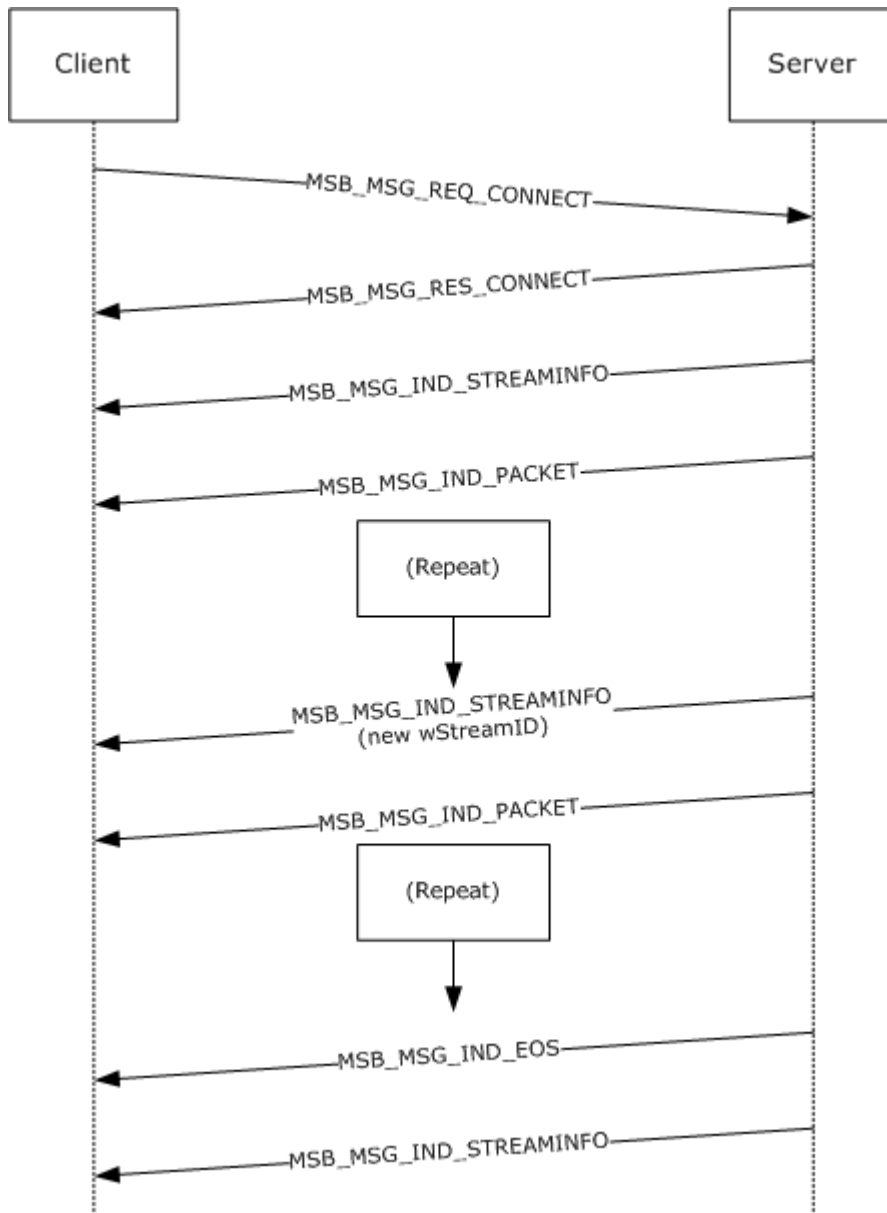 Client
Server
MSB_MSG_REQ_CONNECT
MSB_MSG_RES_CONNECT
MSB_MSG_IND_STREAMINFO
MSB_MSG_IND_PACKET
(Repeat)
MSB_MSG_IND_STREAMINFO
(new wStreamID)
MSB_MSG_IND_PACKET
(Repeat)
MSB_MSG_IND_EOS
MSB_MSG_IND_STREAMINFO